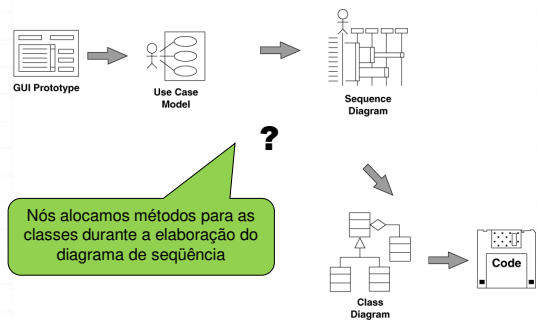 GUI Prototype
Use Case
Model
Sequence
Diagram
?
Nós alocamos métodos para as
classes durante a elaboração do
diagrama de seqüência
Code
Class
Diagram